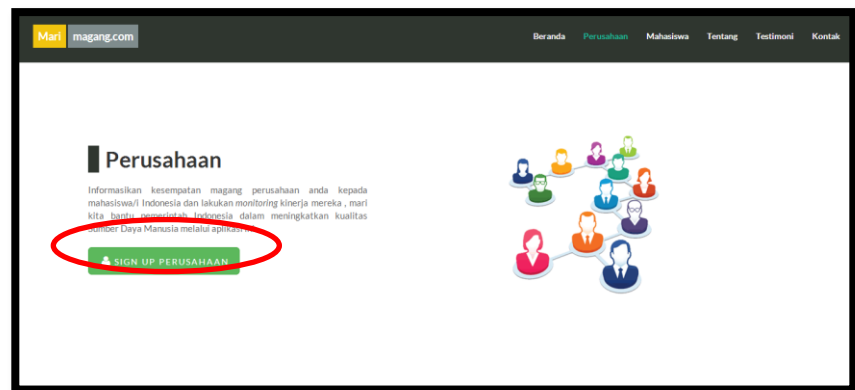 Mari magang.com
Beranda Perusahaan Mahasiswa Tentang Testimoni Kontak
Perusahaan
Informasikan kesempatan magang perusahaan anda kepada
mahasiswa/i Indonesia dan lakukan monitoring kinerja mereka , mari
kita bantu pemerintah Indonesia dalam meningkatkan kualitas
Sumber Daya Manusia melalui aplikasi
SIGN UP PERUSAHAAN